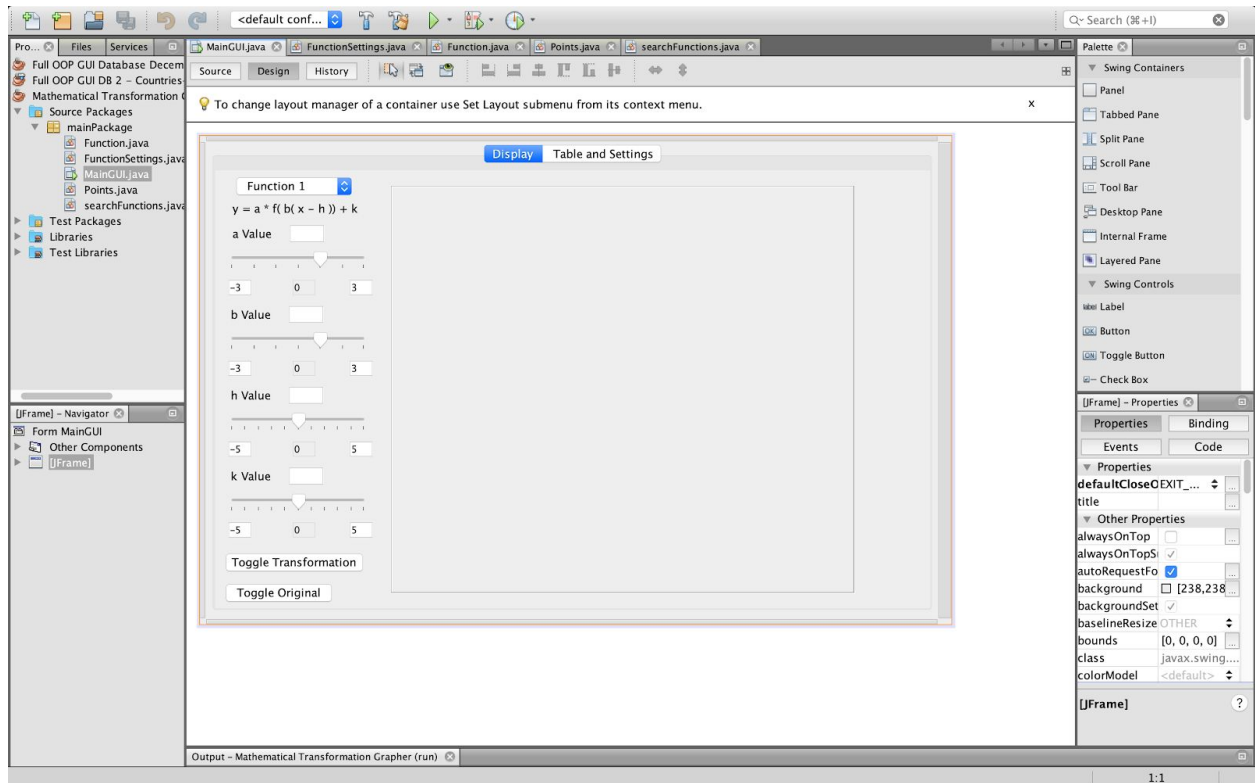 <default conf...
Search (⌘+I)
Pro...
Files
Services
MainGUI.java
FunctionSettings.java
Function.java
Points.java
searchFunctions.java
Palette
Full OOP GUI Database Decem
Full OOP GUI DB 2 – Countries
Mathematical Transformation
Source Packages
mainPackage
Function.java
FunctionSettings.java
MainGUI.java
Points.java
searchFunctions.java
Test Packages
Libraries
Test Libraries
Source
Design
History
To change layout manager of a container use Set Layout submenu from its context menu.
x
Display
Table and Settings
Function 1
y = a * f( b( x – h )) + k
a Value
-3 0 3
b Value
-3 0 3
h Value
-5 0 5
k Value
-5 0 5
Toggle Transformation
Toggle Original
Swing Containers
Panel
Tabbed Pane
Split Pane
Scroll Pane
Tool Bar
Desktop Pane
Internal Frame
Layered Pane
Swing Controls
label Label
OK Button
ON Toggle Button
Check Box
[JFrame] – Navigator
Form MainGUI
Other Components
[JFrame]
[JFrame] – Properties
Properties
Binding
Events
Code
Properties
defaultCloseO EXIT_... ...
title ...
Other Properties
alwaysOnTop ...
alwaysOnTopS
autoRequestFo ...
background [238,238 ...
backgroundSet
baselineResize OTHER
bounds [0, 0, 0, 0] ...
class javax.swing....
colorModel <default>
[JFrame]
?
Output – Mathematical Transformation Grapher (run)
1:1